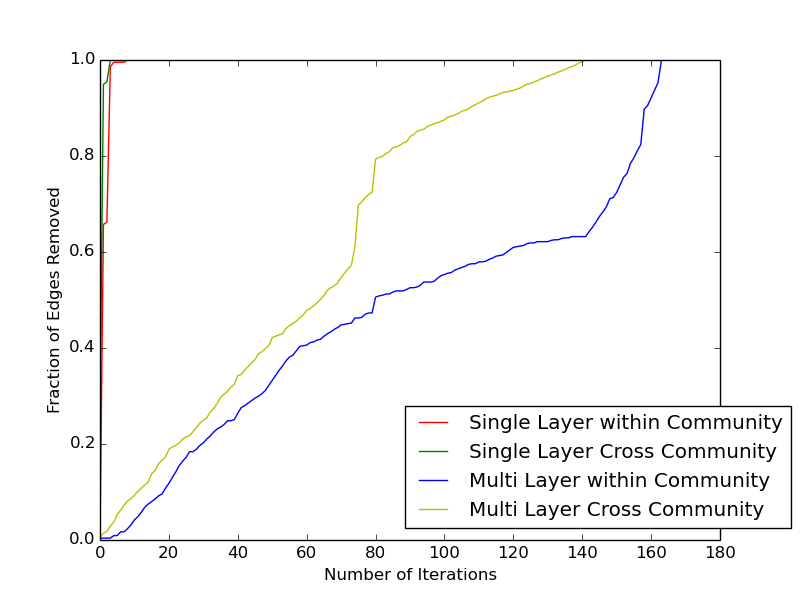 1.0
0.8
0.6
0.4
0.2
0.0
Fraction of Edges Removed
Single Layer within Community
Single Layer Cross Community
Multi Layer within Community
Multi Layer Cross Community
0 20 40 60 80 100 120 140 160 180
Number of Iterations